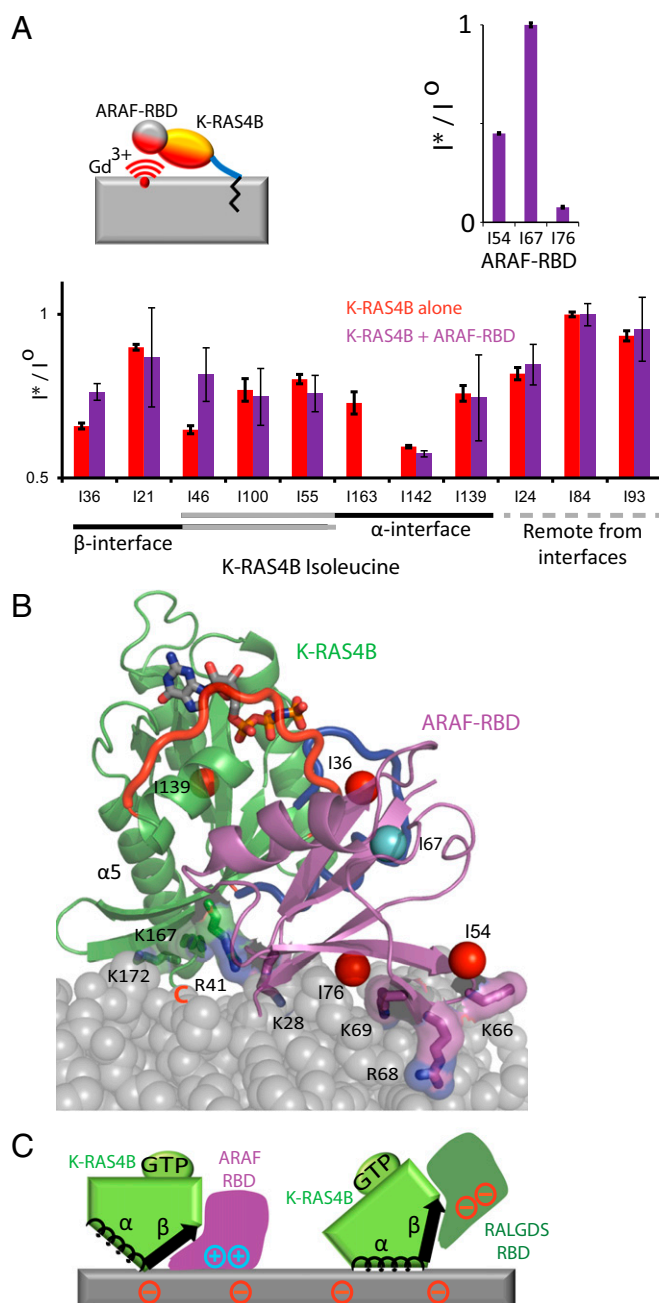 A
ARAF-RBD
K-RAS4B
Gd3+
I* / I°
1
0
I54 I67 I76
ARAF-RBD
I* / I°
1
0.5
K-RAS4B alone
K-RAS4B + ARAF-RBD
I36 I21 I46 I100 I55 I163 I142 I139 I24 I84 I93
β-interface
α-interface
Remote from
interfaces
K-RAS4B Isoleucine
B
K-RAS4B
ARAF-RBD
I36
I139
I67
α5
I54
K167
K172
R41
I76
K28
K69
K66
R68
C
C
K-RAS4B
GTP
ARAF
RBD
α
β
+ +
K-RAS4B
GTP
α
β
− −
RALGDS
RBD
− − − −